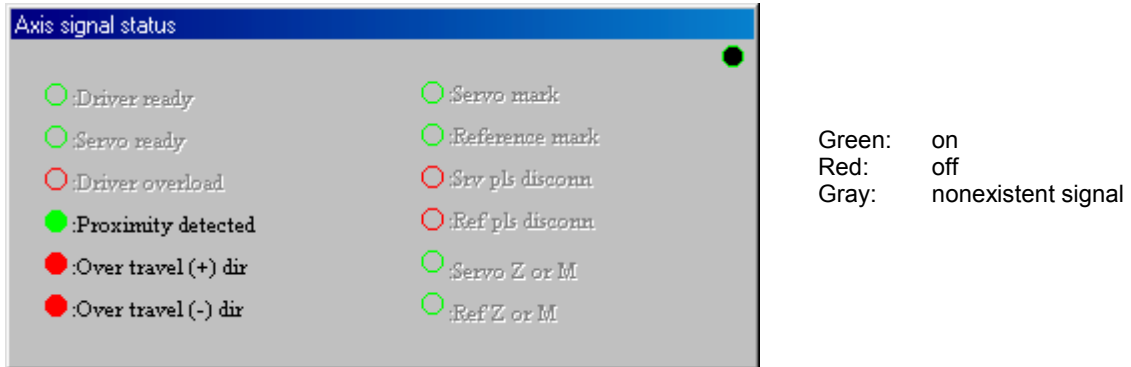 Axis signal status
:Driver ready
:Servo ready
:Driver overload
:Proximity detected
:Over travel (+) dir
:Over travel (-) dir
:Servo mark
:Reference mark
:Srv pls disconn
:Ref pls disconn
:Servo Z or M
:Ref Z or M
Green: on
Red: off
Gray: nonexistent signal